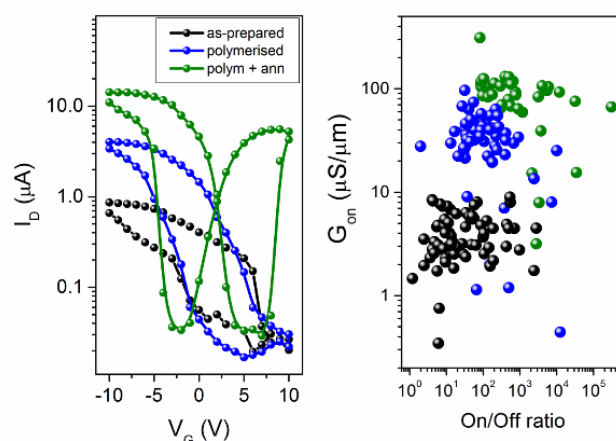 as-prepared
polymerised
polym + ann
I_D (μA)
10.0
1.0
0.1
-10 -5 0 5 10
V_G (V)
G_on (μS/μm)
100
10
1
10^0 10^1 10^2 10^3 10^4 10^5
On/Off ratio